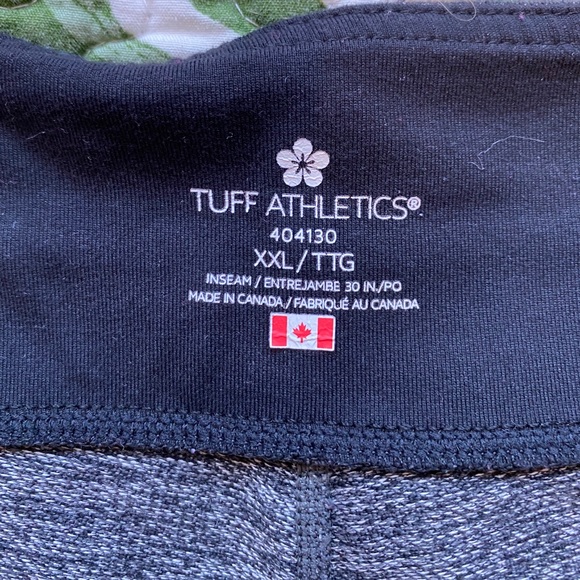 TUFF ATHLETICS®
404130
XXL / TTG
INSEAM / ENTREJAMBE 30 IN./PO
MADE IN CANADA / FABRIQUÉ AU CANADA